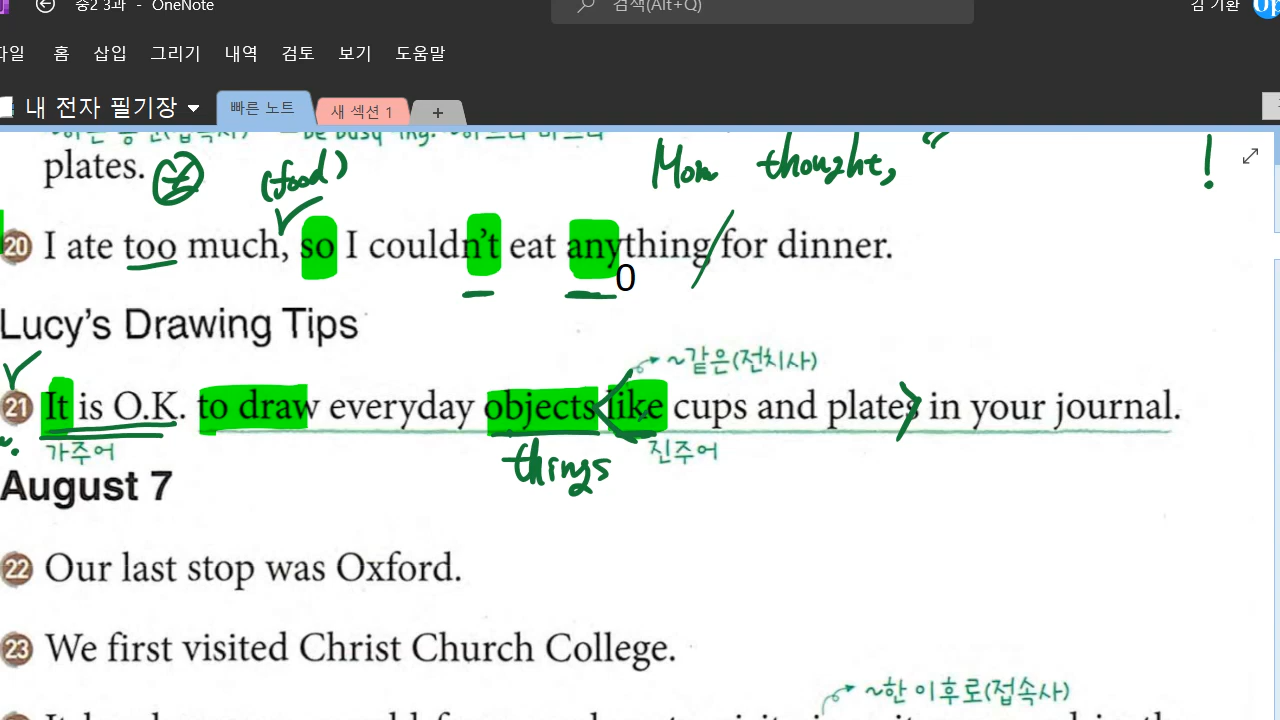 중2 3과 - OneNote
검색(Alt+Q)
김 기환
파일 홈 삽입 그리기 내역 검토 보기 도움말
내 전자 필기장 빠른 노트 새 섹션 1 +
be busy -ing:
plates. (food) Mom thought, !
20 I ate too much, so I couldn't eat anything for dinner.
0
Lucy's Drawing Tips
~같은(전치사)
21 It is O.K. to draw everyday objects like cups and plates in your journal.
가주어 things 진주어
August 7
22 Our last stop was Oxford.
23 We first visited Christ Church College.
~한 이후로(접속사)